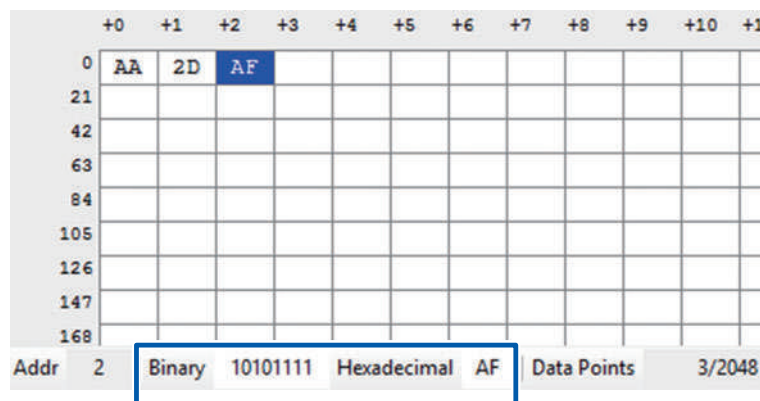 +0 +1 +2 +3 +4 +5 +6 +7 +8 +9 +10
0 AA 2D AF
21
42
63
84
105
126
147
168
Addr 2 Binary 10101111 Hexadecimal AF Data Points 3/2048